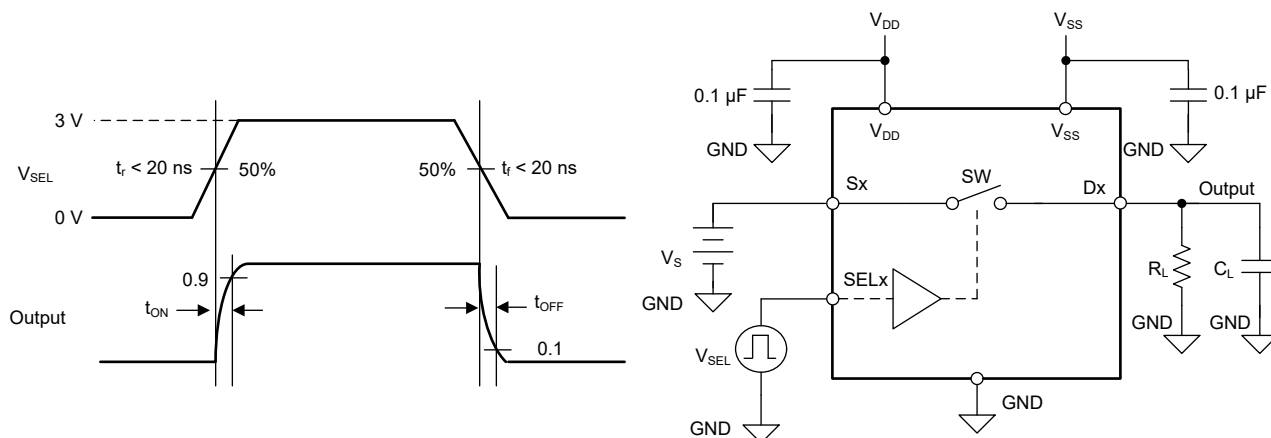 3 V
V_SEL
t_r < 20 ns
50%
50%
t_f < 20 ns
0 V
0.9
t_ON
t_OFF
Output
0.1
V_DD
V_SS
0.1 µF
0.1 µF
V_DD
V_SS
GND
GND
Sx
SW
Dx
Output
V_S
R_L
C_L
SELx
GND
GND
GND
V_SEL
GND
GND